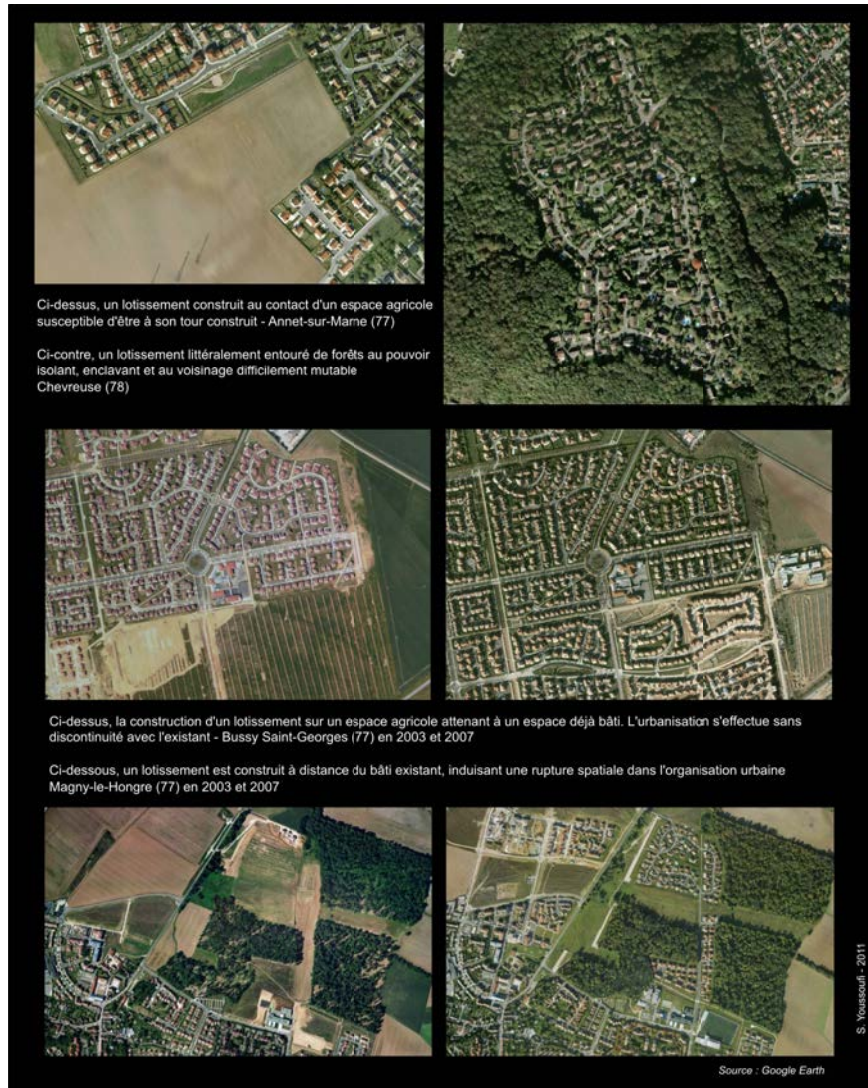 Ci-dessus, un lotissement construit au contact d'un espace agricole
susceptible d'être à son tour construit - Annet-sur-Marne (77)
Ci-contre, un lotissement littéralement entouré de forêts au pouvoir
isolant, enclavant et au voisinage difficilement mutable
Chevreuse (78)
Ci-dessus, la construction d'un lotissement sur un espace agricole attenant à un espace déjà bâti. L'urbanisation s'effectue sans
discontinuité avec l'existant - Bussy Saint-Georges (77) en 2003 et 2007
Ci-dessous, un lotissement est construit à distance du bâti existant, induisant une rupture spatiale dans l'organisation urbaine
Magny-le-Hongre (77) en 2003 et 2007
S. Youssoufi - 2011
Source : Google Earth